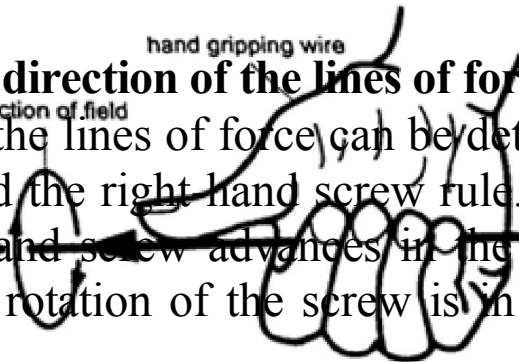 hand gripping wire
direction of the lines of for
ction of field
the lines of force can be det
d the right hand screw rule.
and screw advances in the
rotation of the screw is in